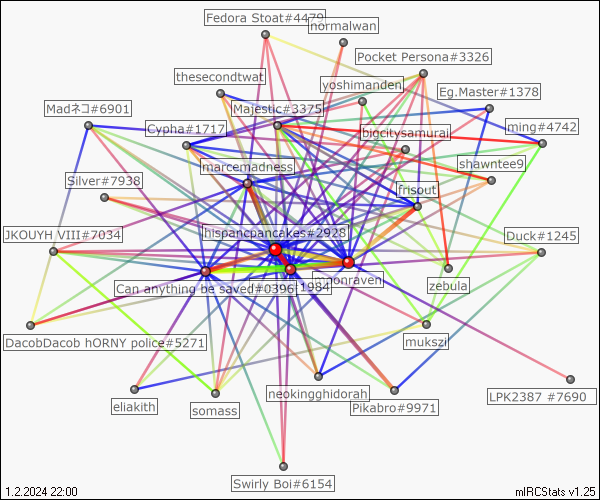 Fedora Stoat#4479
normalwan
Pocket Persona#3326
thesecondtwat
yoshimanden
Eg.Master#1378
Madネコ#6901
Majestic#3375
Cypha#1717
bigcitysamurai
ming#4742
marcemadness
shawntee9
Silver#7938
frisout
JKOUYH VIII#7034
hispancpancakes#2928
Duck#1245
zebula
Can anything be saved#0396
1984
DacobDacob hORNY police#5271
mukszil
eliakith
somass
neokingghidorah
Pikabro#9971
LPK2387 #7690
Swirly Boi#6154
1.2.2024 22:00
mIRCStats v1.25